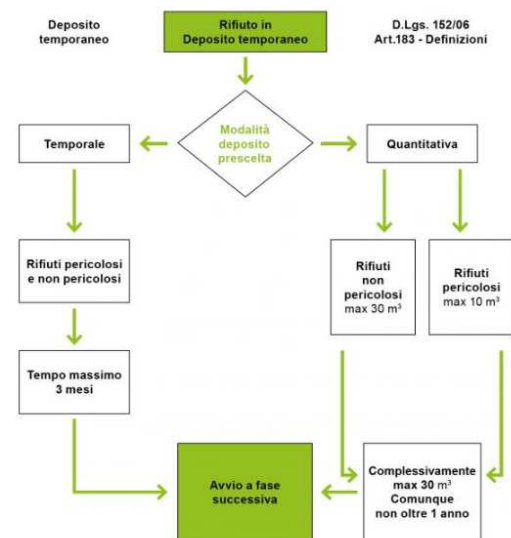 Deposito
temporaneo
Rifiuto in
Deposito temporaneo
D.Lgs. 152/06
Art.183 - Definizioni
Modalità
deposito
prescelta
Temporale
Quantitativa
Rifiuti pericolosi
e non pericolosi
Rifiuti
non
pericolosi
max 30 m³
Rifiuti
pericolosi
max 10 m³
Tempo massimo
3 mesi
Avvio a fase
successiva
Complessivamente
max 30 m³
Comunque
non oltre 1 anno